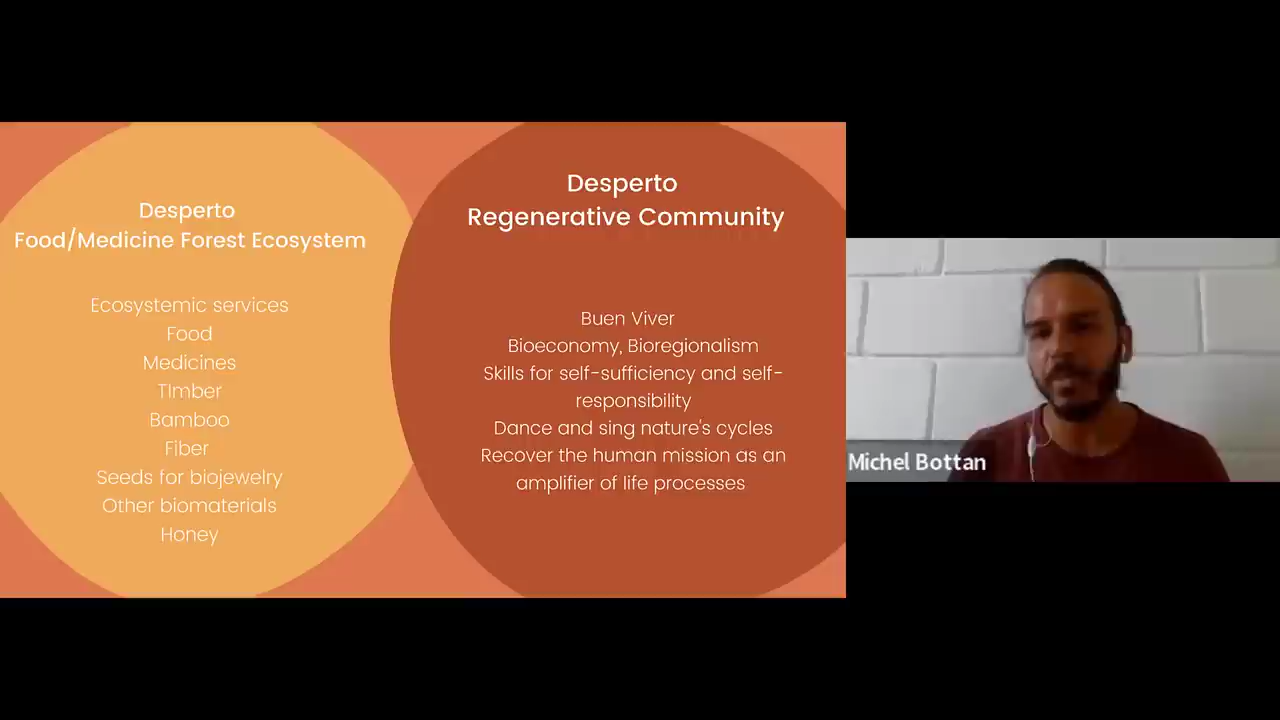 Desperto
Food/Medicine Forest Ecosystem
Ecosystemic services
Food
Medicines
TImber
Bamboo
Fiber
Seeds for biojewelry
Other biomaterials
Honey
Desperto
Regenerative Community
Buen Viver
Bioeconomy, Bioregionalism
Skills for self-sufficiency and self-
responsibility
Dance and sing nature's cycles
Recover the human mission as an
amplifier of life processes
Michel Bottan